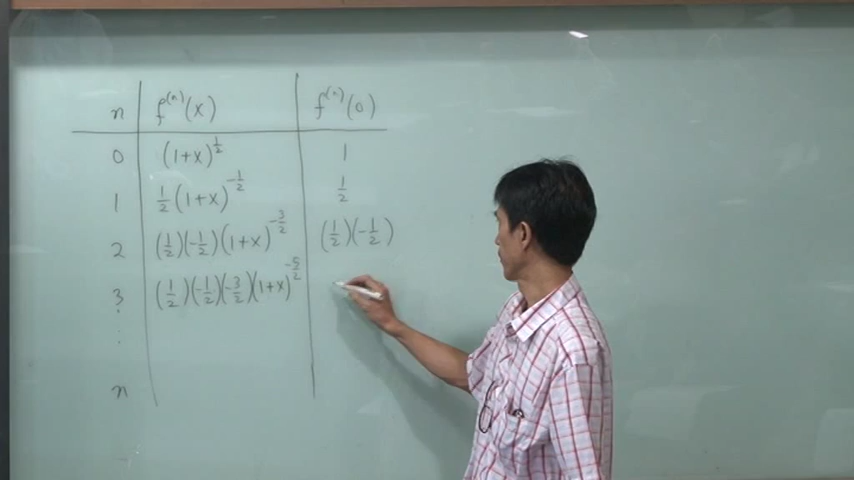 n f⁽ⁿ⁾(x) f⁽ⁿ⁾(0)
0 (1+x)^½ 1
1 ½(1+x)^-½ ½
2 (½)(-½)(1+x)^-3/2 (½)(-½)
3 (½)(-½)(-3/2)(1+x)^-5/2
⋮
n